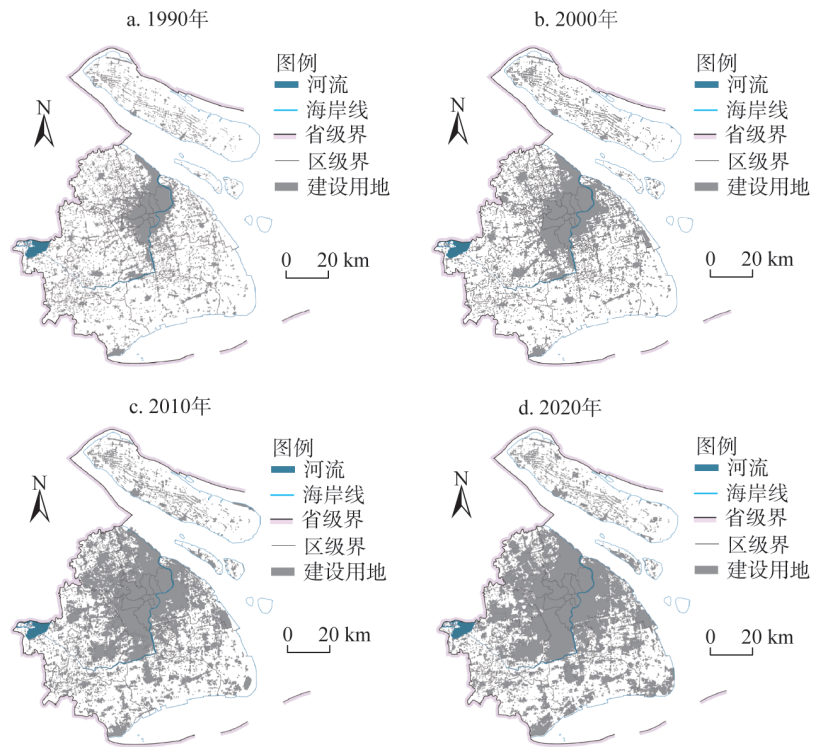 a. 1990年
图例
河流
海岸线
省级界
区级界
建设用地
N
0 20 km
b. 2000年
图例
河流
海岸线
省级界
区级界
建设用地
N
0 20 km
c. 2010年
图例
河流
海岸线
省级界
区级界
建设用地
N
0 20 km
d. 2020年
图例
河流
海岸线
省级界
区级界
建设用地
N
0 20 km